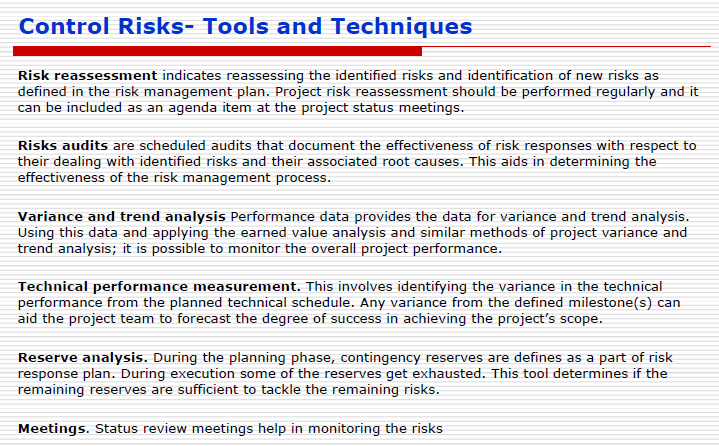 Control Risks- Tools and Techniques
Risk reassessment indicates reassessing the identified risks and identification of new risks as
defined in the risk management plan. Project risk reassessment should be performed regularly and it
can be included as an agenda item at the project status meetings.
Risks audits are scheduled audits that document the effectiveness of risk responses with respect to
their dealing with identified risks and their associated root causes. This aids in determining the
effectiveness of the risk management process.
Variance and trend analysis Performance data provides the data for variance and trend analysis.
Using this data and applying the earned value analysis and similar methods of project variance and
trend analysis; it is possible to monitor the overall project performance.
Technical performance measurement. This involves identifying the variance in the technical
performance from the planned technical schedule. Any variance from the defined milestone(s) can
aid the project team to forecast the degree of success in achieving the project’s scope.
Reserve analysis. During the planning phase, contingency reserves are defines as a part of risk
response plan. During execution some of the reserves get exhausted. This tool determines if the
remaining reserves are sufficient to tackle the remaining risks.
Meetings. Status review meetings help in monitoring the risks